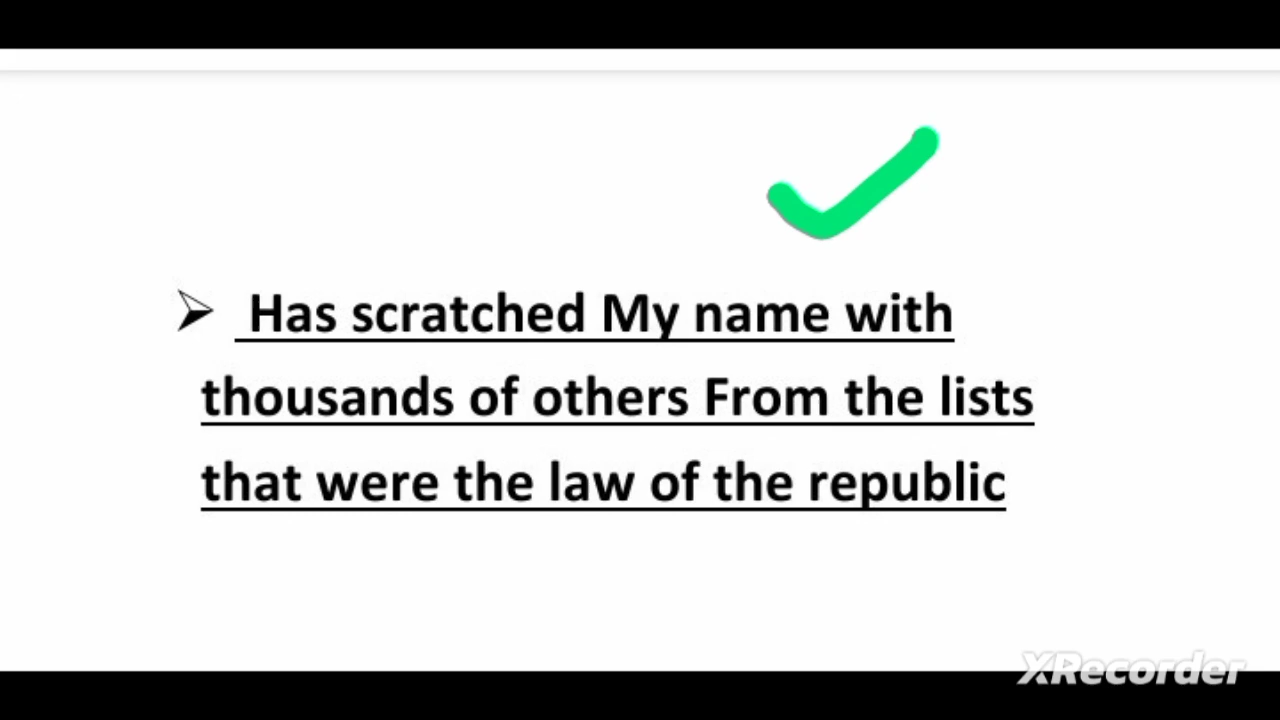 Has scratched My name with
thousands of others From the lists
that were the law of the republic
XRecorder